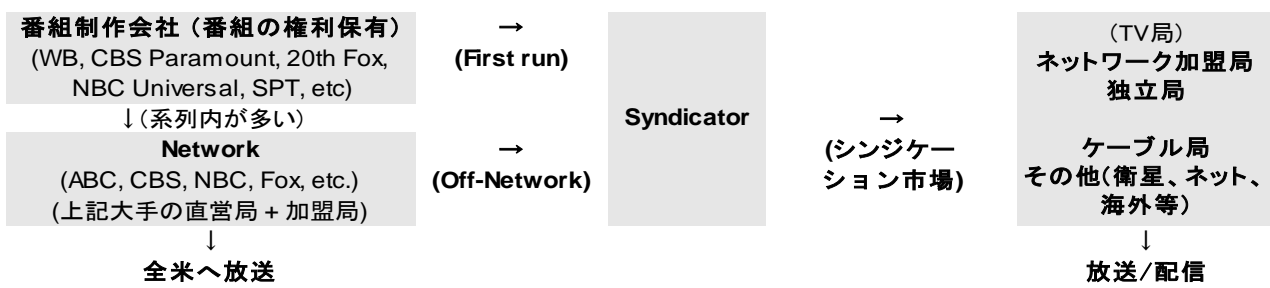 番組制作会社（番組の権利保有）
(WB, CBS Paramount, 20th Fox,
NBC Universal, SPT, etc)
↓（系列内が多い）
Network
(ABC, CBS, NBC, Fox, etc.)
(上記大手の直営局 + 加盟局)
↓
全米へ放送
→
(First run)
→
(Off-Network)
Syndicator
→
(シンジケー
ション市場)
（TV局）
ネットワーク加盟局
独立局
ケーブル局
その他（衛星、ネット、
海外等）
↓
放送/配信